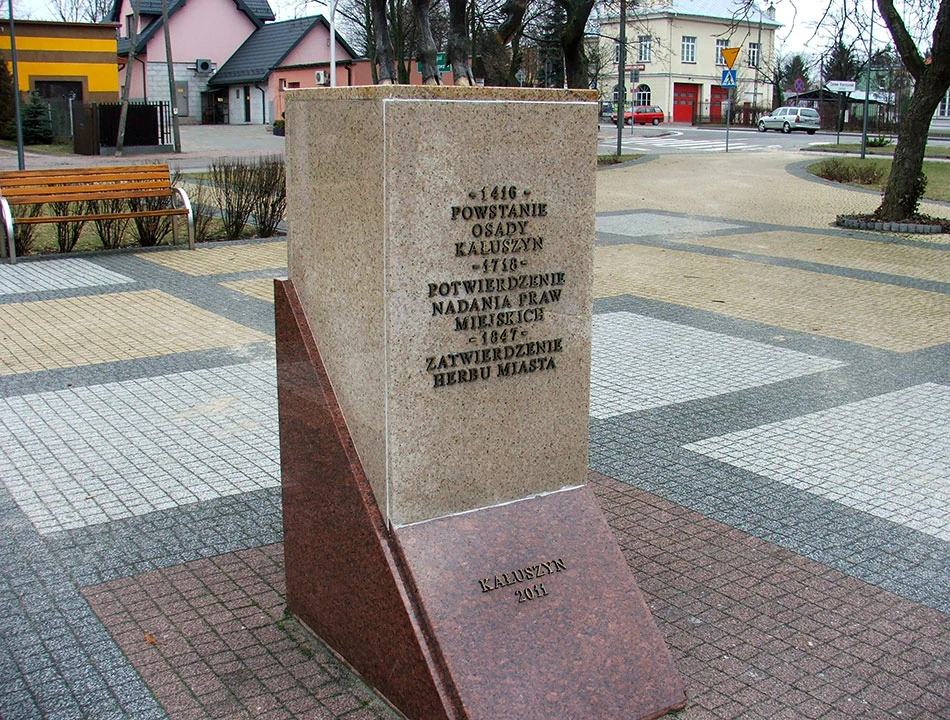 - 1416 -
POWSTANIE
OSADY
KAŁUSZYN
- 1718 -
POTWIERDZENIE
NADANIA PRAW
MIEJSKICH
- 1847 -
ZATWIERDZENIE
HERBU MIASTA
KAŁUSZYN
2011